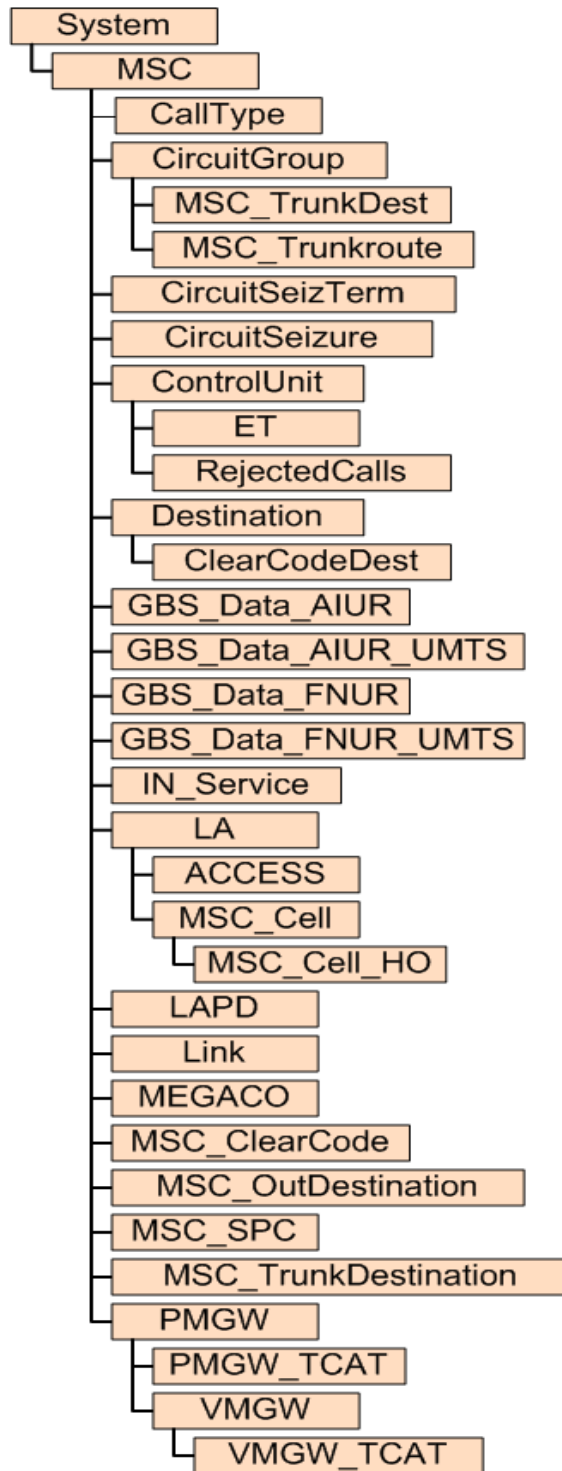 System
MSC
CallType
CircuitGroup
MSC_TrunkDest
MSC_Trunkroute
CircuitSeizTerm
CircuitSeizure
ControlUnit
ET
RejectedCalls
Destination
ClearCodeDest
GBS_Data_AIUR
GBS_Data_AIUR_UMTS
GBS_Data_FNUR
GBS_Data_FNUR_UMTS
IN_Service
LA
ACCESS
MSC_Cell
MSC_Cell_HO
LAPD
Link
MEGACO
MSC_ClearCode
MSC_OutDestination
MSC_SPC
MSC_TrunkDestination
PMGW
PMGW_TCAT
VMGW
VMGW_TCAT